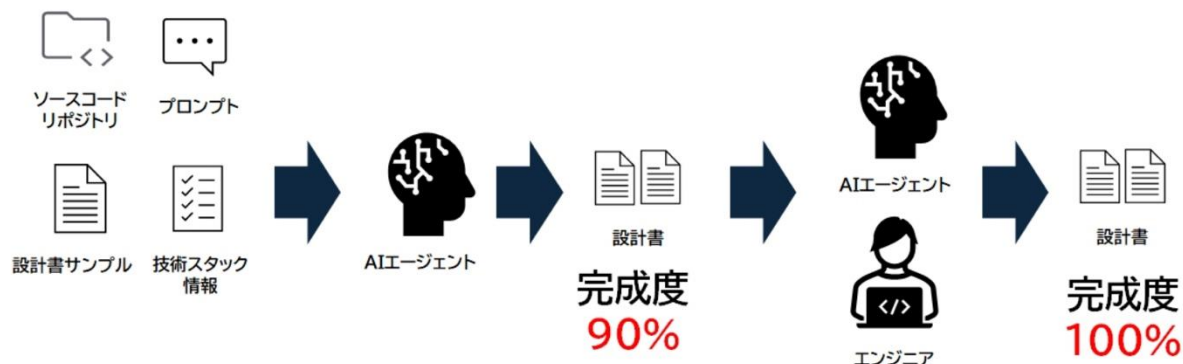 ソースコード
リポジトリ
プロンプト
設計書サンプル
技術スタック
情報
AIエージェント
設計書
完成度
90%
AIエージェント
エンジニア
設計書
完成度
100%